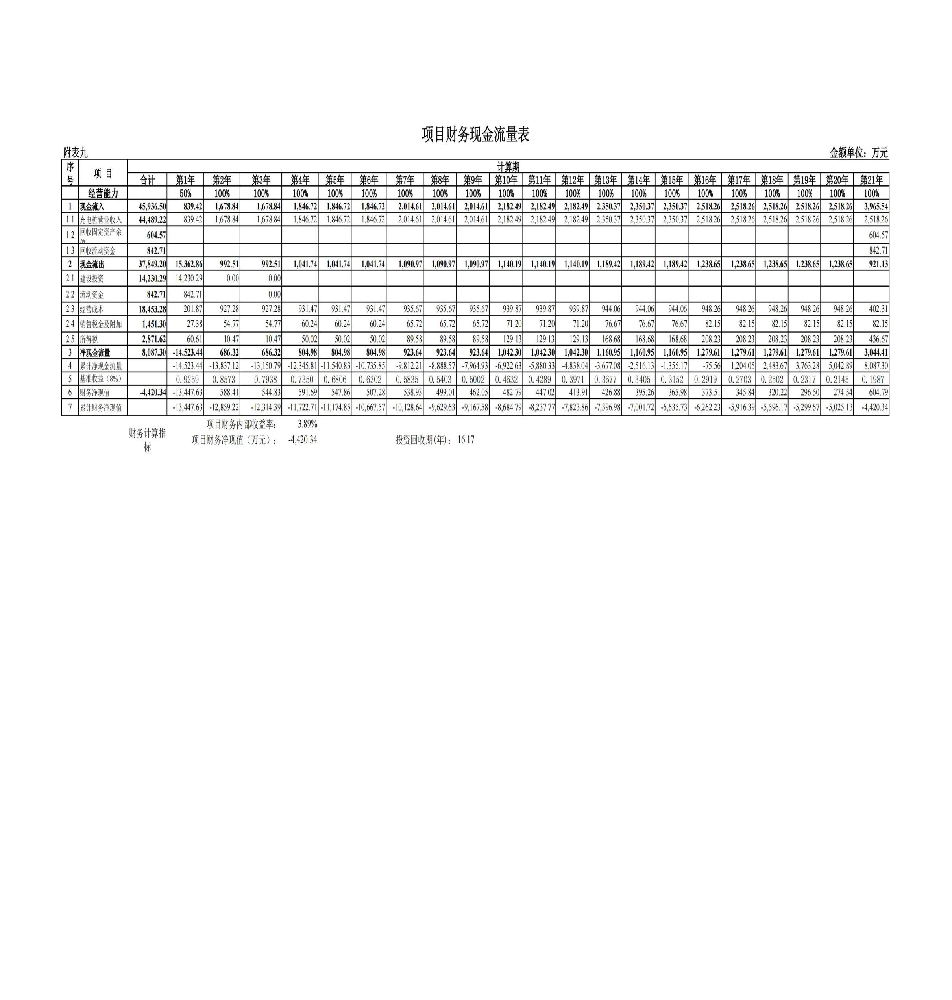 项目财务现金流量表
附表九 金额单位：万元
序号 项 目 计算期
合计 第1年 第2年 第3年 第4年 第5年 第6年 第7年 第8年 第9年 第10年 第11年 第12年 第13年 第14年 第15年 第16年 第17年 第18年 第19年 第20年 第21年
经营能力 50% 100% 100% 100% 100% 100% 100% 100% 100% 100% 100% 100% 100% 100% 100% 100% 100% 100% 100% 100% 100%
1 现金流入 45,936.50 839.42 1,678.84 1,678.84 1,846.72 1,846.72 1,846.72 2,014.61 2,014.61 2,014.61 2,182.49 2,182.49 2,182.49 2,350.37 2,350.37 2,350.37 2,518.26 2,518.26 2,518.26 2,518.26 2,518.26 3,965.54
1.1 充电桩营业收入 44,489.22 839.42 1,678.84 1,678.84 1,846.72 1,846.72 1,846.72 2,014.61 2,014.61 2,014.61 2,182.49 2,182.49 2,182.49 2,350.37 2,350.37 2,350.37 2,518.26 2,518.26 2,518.26 2,518.26 2,518.26 2,518.26
1.2 回收固定资产余值 604.57 604.57
1.3 回收流动资金 842.71 842.71
2 现金流出 37,849.20 15,362.86 992.51 992.51 1,041.74 1,041.74 1,041.74 1,090.97 1,090.97 1,090.97 1,140.19 1,140.19 1,140.19 1,189.42 1,189.42 1,189.42 1,238.65 1,238.65 1,238.65 1,238.65 1,238.65 921.13
2.1 建设投资 14,230.29 14,230.29 0.00 0.00
2.2 流动资金 842.71 842.71 0.00
2.3 经营成本 18,453.28 201.87 927.28 927.28 931.47 931.47 931.47 935.67 935.67 935.67 939.87 939.87 939.87 944.06 944.06 944.06 948.26 948.26 948.26 948.26 948.26 402.31
2.4 销售税金及附加 1,451.30 27.38 54.77 54.77 60.24 60.24 60.24 65.72 65.72 65.72 71.20 71.20 71.20 76.67 76.67 76.67 82.15 82.15 82.15 82.15 82.15 82.15
2.5 所得税 2,871.62 60.61 10.47 10.47 50.02 50.02 50.02 89.58 89.58 89.58 129.13 129.13 129.13 168.68 168.68 168.68 208.23 208.23 208.23 208.23 208.23 436.67
3 净现金流量 8,087.30 -14,523.44 686.32 686.32 804.98 804.98 804.98 923.64 923.64 923.64 1,042.30 1,042.30 1,042.30 1,160.95 1,160.95 1,160.95 1,279.61 1,279.61 1,279.61 1,279.61 1,279.61 3,044.41
4 累计净现金流量 -14,523.44 -13,837.12 -13,150.79 -12,345.81 -11,540.83 -10,735.85 -9,812.21 -8,888.57 -7,964.93 -6,922.63 -5,880.33 -4,838.04 -3,677.08 -2,516.13 -1,355.17 -75.56 1,204.05 2,483.67 3,763.28 5,042.89 8,087.30
5 基准收益（8%） 0.9259 0.8573 0.7938 0.7350 0.6806 0.6302 0.5835 0.5403 0.5002 0.4632 0.4289 0.3971 0.3677 0.3405 0.3152 0.2919 0.2703 0.2502 0.2317 0.2145 0.1987
6 财务净现值 -4,420.34 -13,447.63 588.41 544.83 591.69 547.86 507.28 538.93 499.01 462.05 482.79 447.02 413.91 426.88 395.26 365.98 373.51 345.84 320.22 296.50 274.54 604.79
7 累计财务净现值 -13,447.63 -12,859.22 -12,314.39 -11,722.71 -11,174.85 -10,667.57 -10,128.64 -9,629.63 -9,167.58 -8,684.79 -8,237.77 -7,823.86 -7,396.98 -7,001.72 -6,635.73 -6,262.23 -5,916.39 -5,596.17 -5,299.67 -5,025.13 -4,420.34
财务计算指标
项目财务内部收益率： 3.89%
项目财务净现值（万元）： -4,420.34 投资回收期(年)： 16.17